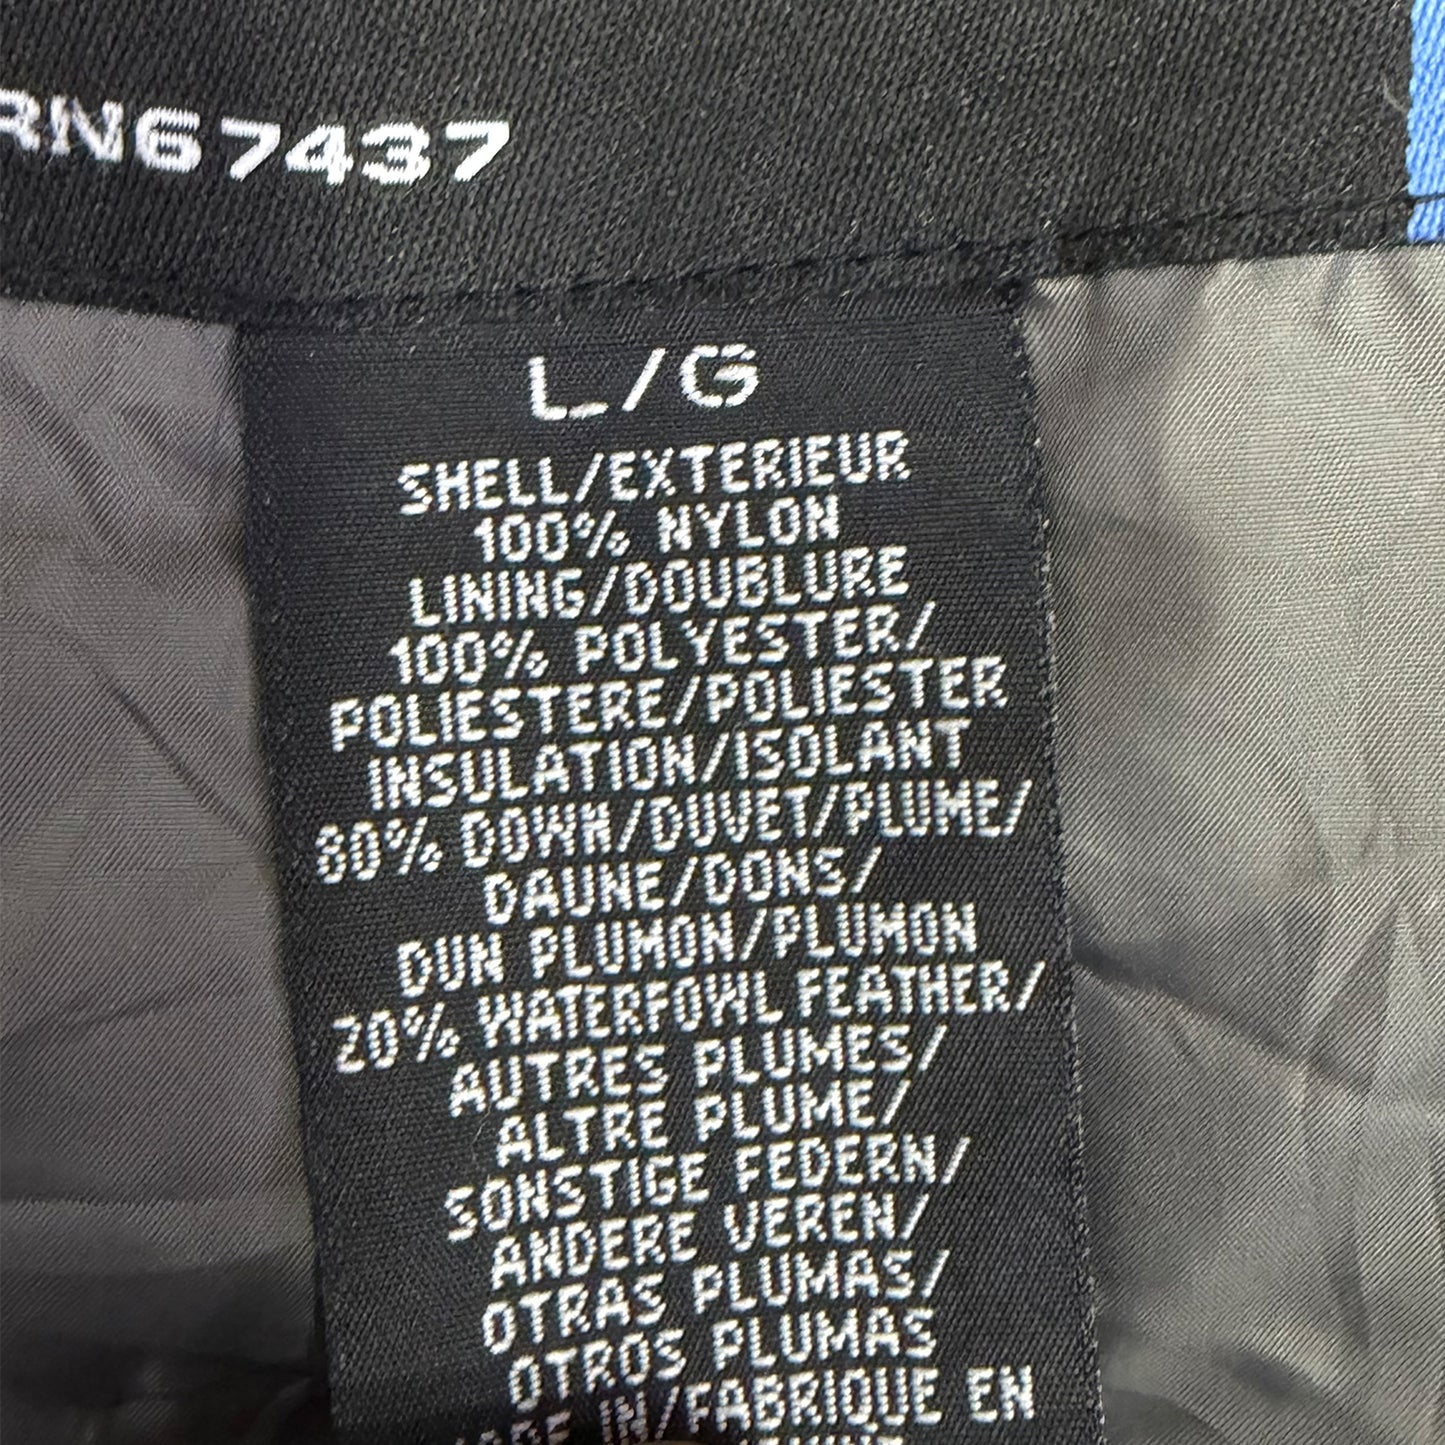 RN67437
L/G
SHELL/EXTERIEUR
100% NYLON
LINING/DOUBLURE
100% POLYESTER/
POLIESTERE/POLIESTER
INSULATION/ISOLANT
80% DOWN/DUVET/PLUME/
DAUNE/DONS/
DUN PLUMON/PLUMON
20% WATERFOWL FEATHER/
AUTRES PLUMES/
ALTRE PLUME/
SONSTIGE FEDERN/
ANDERE VEREN/
OTRAS PLUMAS/
OTROS PLUMAS
MADE IN/FABRIQUE EN